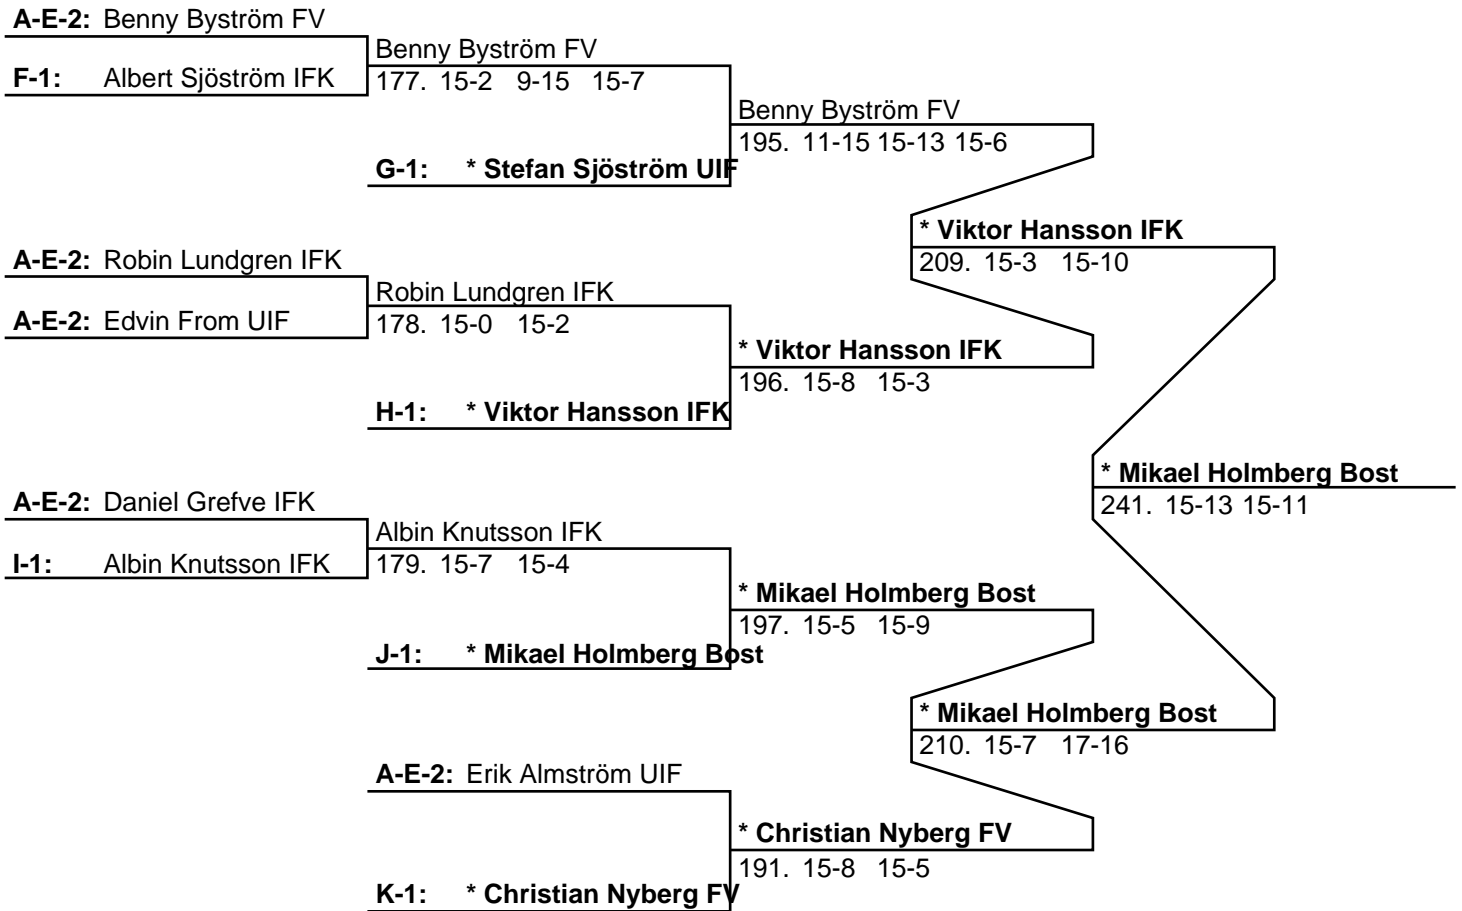 A-E-2: Benny Byström FV
Benny Byström FV
F-1: Albert Sjöström IFK
177. 15-2 9-15 15-7
Benny Byström FV
195. 11-15 15-13 15-6
G-1: * Stefan Sjöström UIF
* Viktor Hansson IFK
209. 15-3 15-10
A-E-2: Robin Lundgren IFK
Robin Lundgren IFK
A-E-2: Edvin From UIF
178. 15-0 15-2
* Viktor Hansson IFK
196. 15-8 15-3
H-1: * Viktor Hansson IFK
* Mikael Holmberg Bost
241. 15-13 15-11
A-E-2: Daniel Grefve IFK
Albin Knutsson IFK
I-1: Albin Knutsson IFK
179. 15-7 15-4
* Mikael Holmberg Bost
197. 15-5 15-9
J-1: * Mikael Holmberg Bost
* Mikael Holmberg Bost
210. 15-7 17-16
A-E-2: Erik Almström UIF
* Christian Nyberg FV
191. 15-8 15-5
K-1: * Christian Nyberg FV